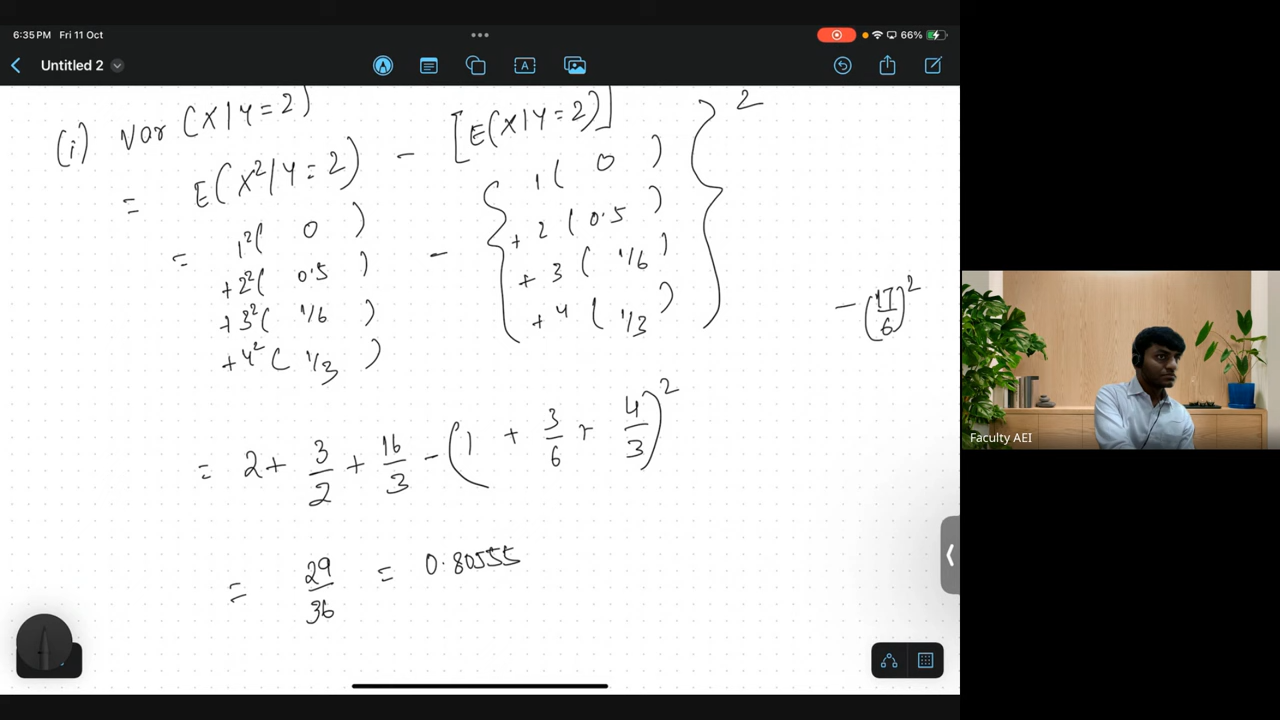 6:35 PM Fri 11 Oct
66%
Untitled 2
(i) Var (X|Y=2)
= E(X²|Y=2) - [E(X|Y=2)]²
= 1²( 0 ) - { 1( 0 )
+2²( 0.5 ) + 2 ( 0.5 )
+3²( 1/6 ) + 3 ( 1/6 )
+4² ( 1/3 ) + 4 ( 1/3 ) }
- (17/6)²
= 2 + 3/2 + 16/3 - (1 + 3/6 + 4/3)²
= 29/36 = 0.80555
Faculty AEI